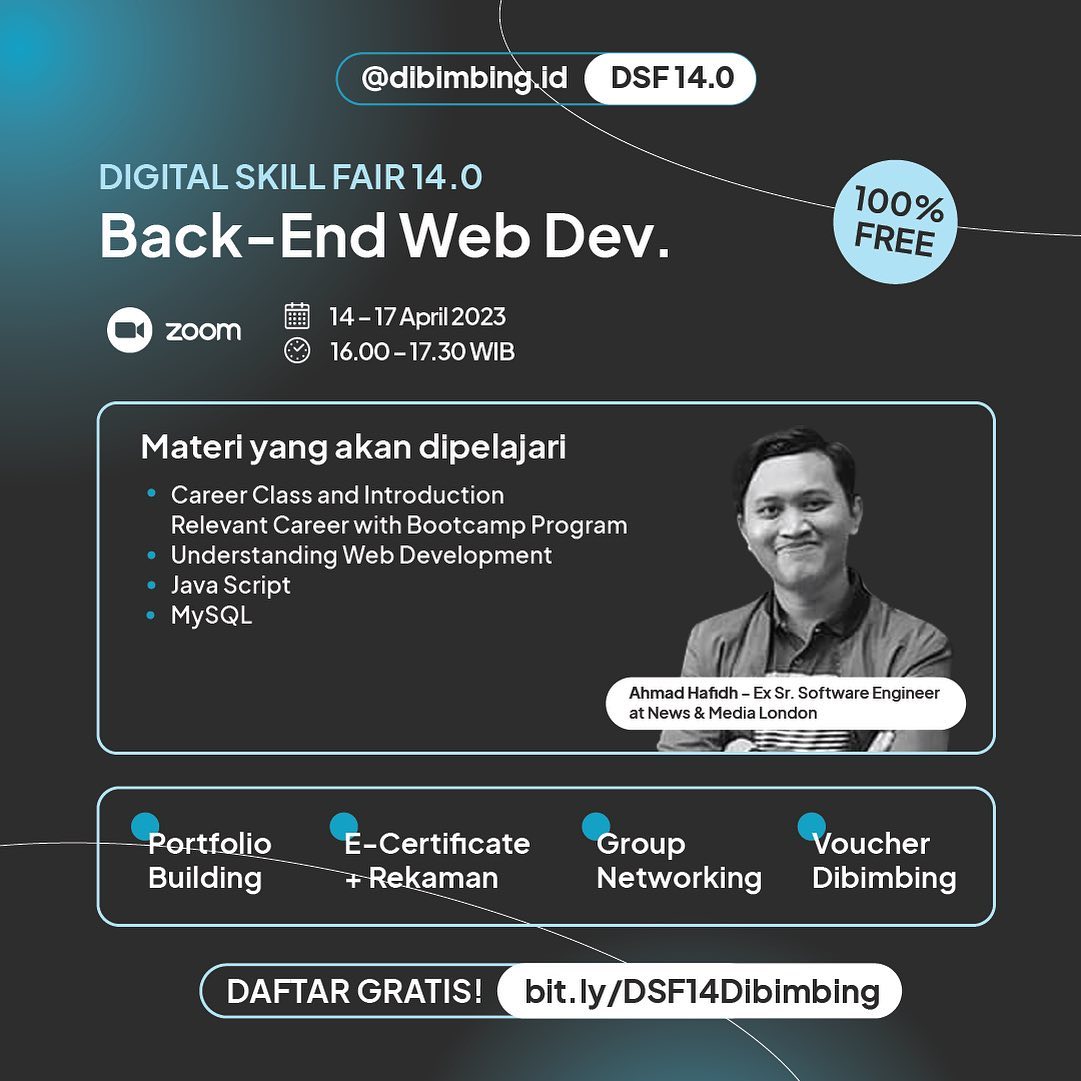 @dibimbing.id DSF 14.0
DIGITAL SKILL FAIR 14.0
Back-End Web Dev.
100%
FREE
zoom
14 – 17 April 2023
16.00 – 17.30 WIB
Materi yang akan dipelajari
Career Class and Introduction
Relevant Career with Bootcamp Program
Understanding Web Development
Java Script
MySQL
Ahmad Hafidh – Ex Sr. Software Engineer
at News & Media London
Portfolio
Building
E-Certificate
+ Rekaman
Group
Networking
Voucher
Dibimbing
DAFTAR GRATIS! bit.ly/DSF14Dibimbing